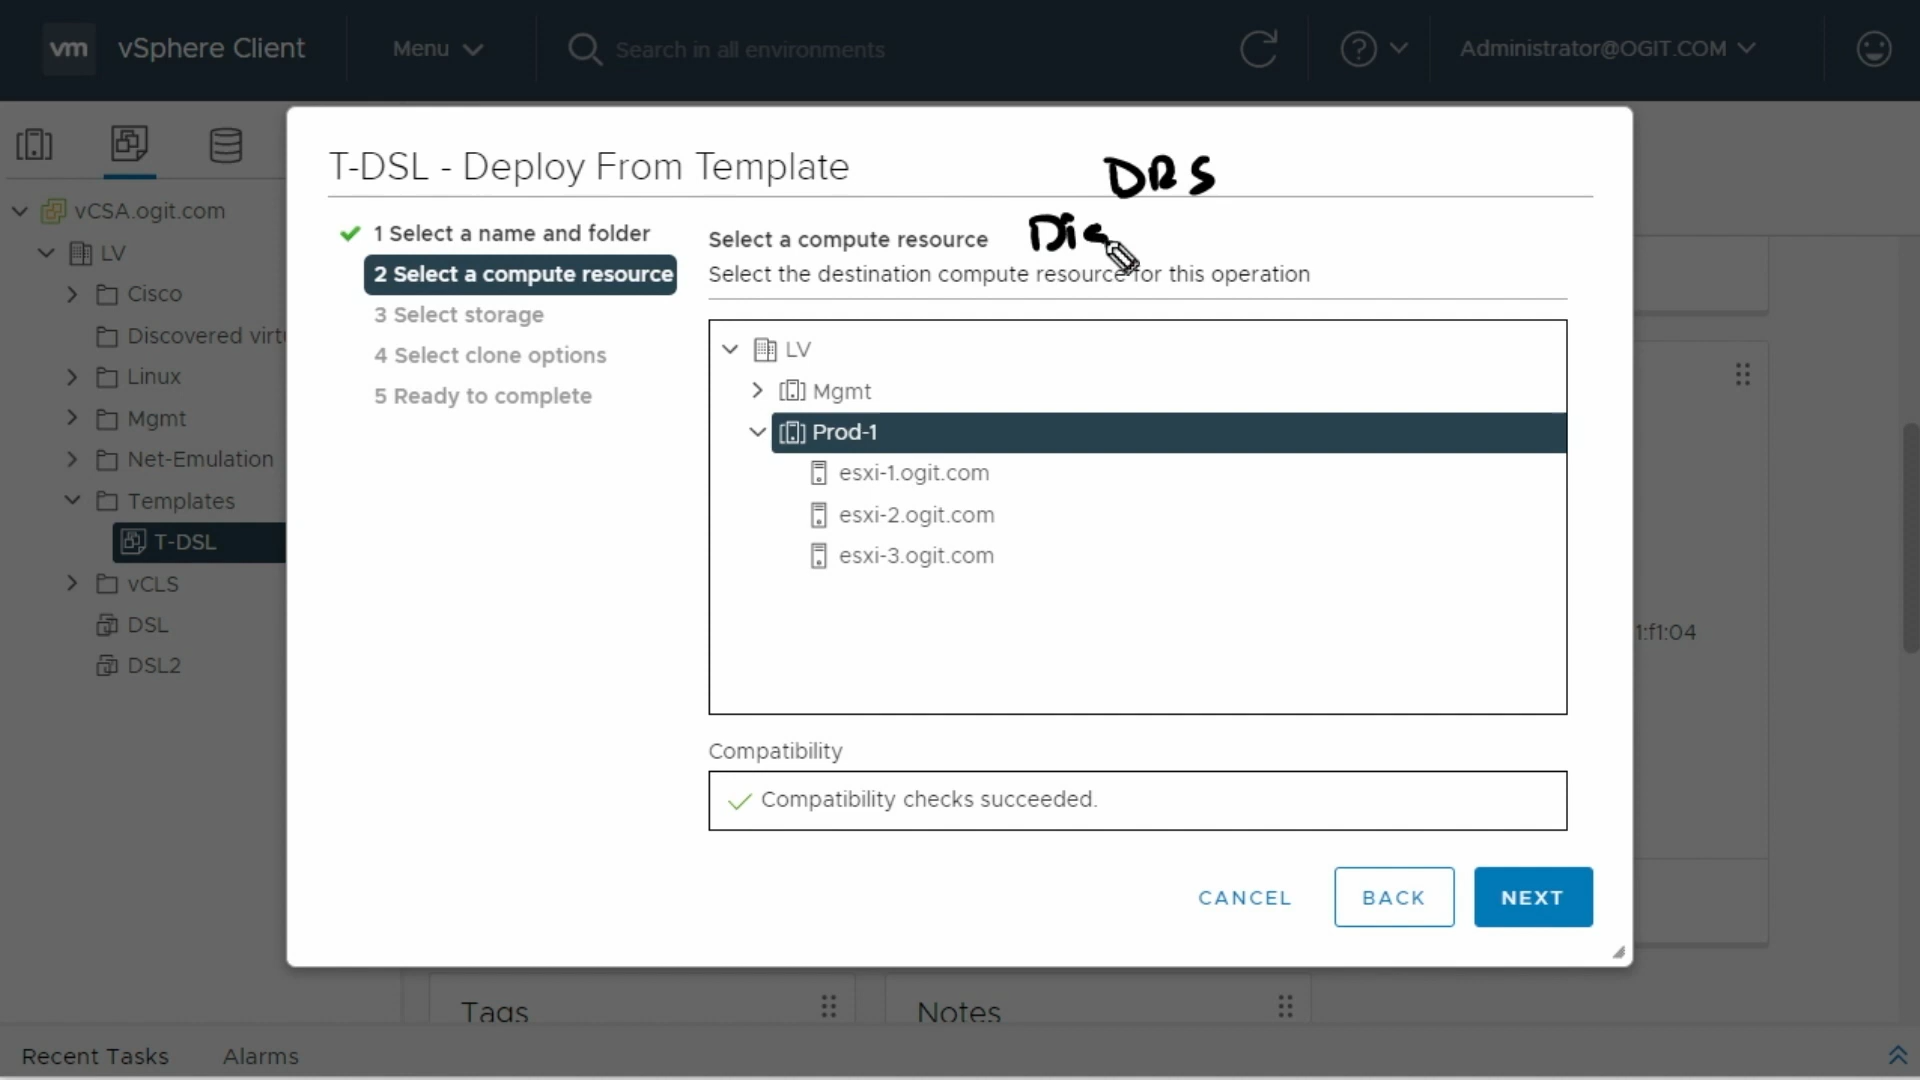 vm vSphere Client Menu Search in all environments Administrator@OGIT.COM
T-DSL - Deploy From Template
DRS
1 Select a name and folder
2 Select a compute resource
3 Select storage
4 Select clone options
5 Ready to complete
Select a compute resource
Dis
Select the destination compute resource for this operation
LV
Mgmt
Prod-1
esxi-1.ogit.com
esxi-2.ogit.com
esxi-3.ogit.com
Compatibility
Compatibility checks succeeded.
CANCEL BACK NEXT
vCSA.ogit.com
LV
Cisco
Discovered virtu
Linux
Mgmt
Net-Emulation
Templates
T-DSL
vCLS
DSL
DSL2
1:f1:04
Tags Notes
Recent Tasks Alarms